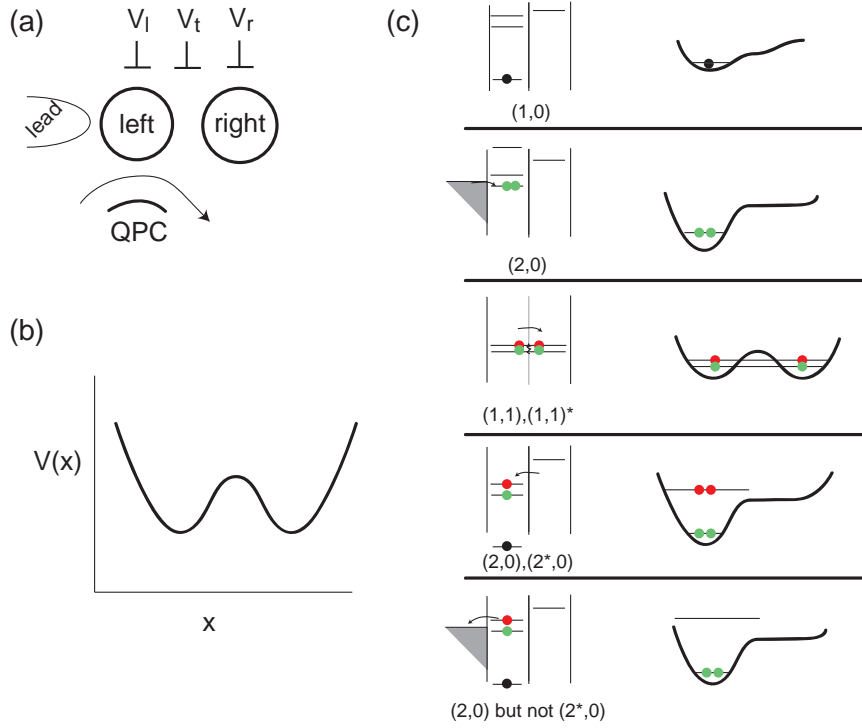 (a)
V_l V_t V_r
lead
left
right
QPC
(b)
V(x)
x
(c)
(1,0)
(2,0)
(1,1),(1,1)*
(2,0),(2*,0)
(2,0) but not (2*,0)